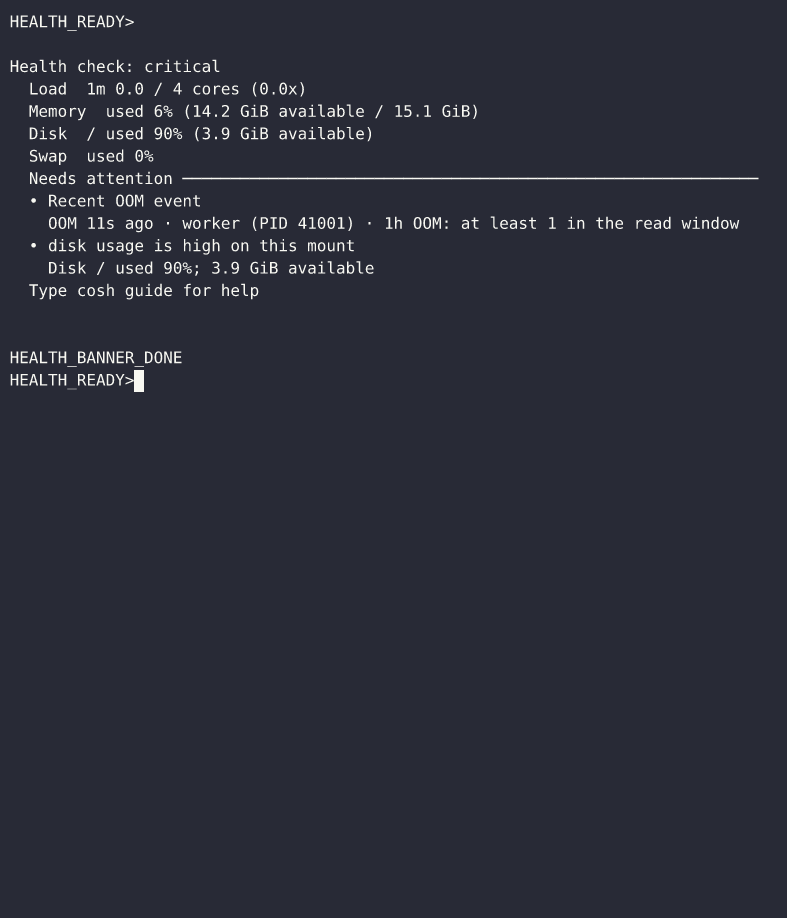 HEALTH_READY>
Health check: critical
Load  1m 0.0 / 4 cores (0.0x)
Memory  used 6% (14.2 GiB available / 15.1 GiB)
Disk  / used 90% (3.9 GiB available)
Swap  used 0%
Needs attention ────────────────────────────────────────────────────────────
• Recent OOM event
OOM 11s ago · worker (PID 41001) · 1h OOM: at least 1 in the read window
• disk usage is high on this mount
Disk / used 90%; 3.9 GiB available
Type cosh guide for help
HEALTH_BANNER_DONE
HEALTH_READY>